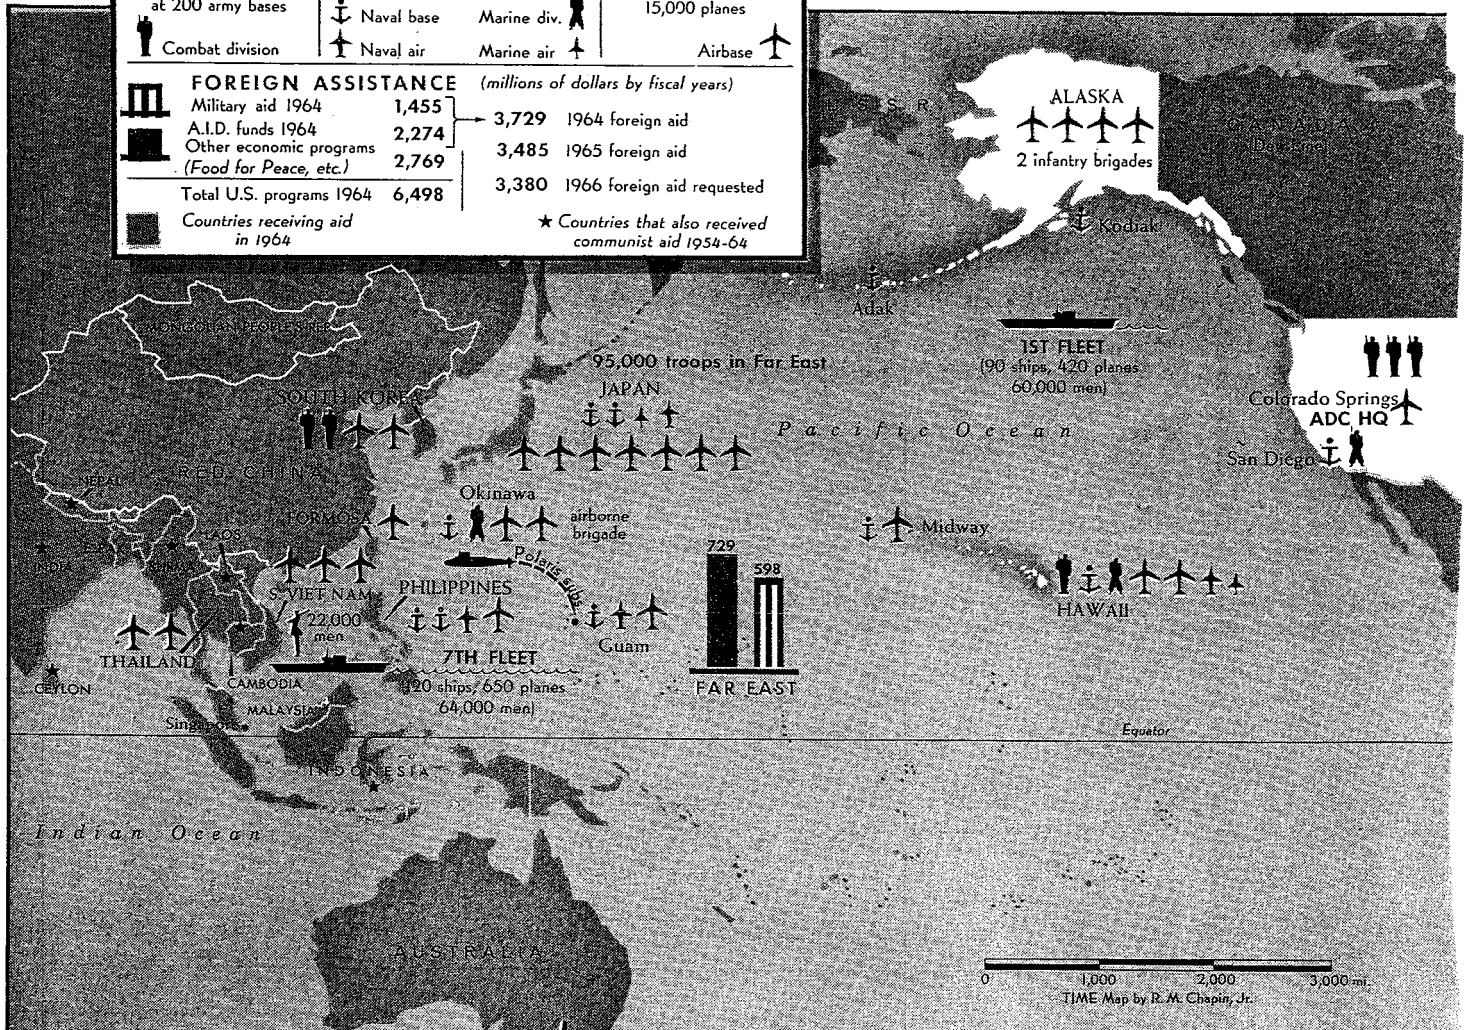 at 200 army bases
Combat division
Naval base
Naval air
Marine div.
Marine air
15,000 planes
Airbase
FOREIGN ASSISTANCE (millions of dollars by fiscal years)
Military aid 1964 1,455
A.I.D. funds 1964 2,274
Other economic programs
(Food for Peace, etc.) 2,769
Total U.S. programs 1964 6,498
3,729 1964 foreign aid
3,485 1965 foreign aid
3,380 1966 foreign aid requested
Countries receiving aid
in 1964
★ Countries that also received
communist aid 1954-64
U. S. S. R.
ALASKA
2 infantry brigades
CANADA
Kodiak
Adak
MONGOLIAN PEOPLE'S REP.
1ST FLEET
(90 ships, 420 planes
60,000 men)
95,000 troops in Far East
JAPAN
SOUTH KOREA
Colorado Springs
ADC HQ
San Diego
Pacific Ocean
RED CHINA
NEPAL
Okinawa
airborne
brigade
FORMOSA
Midway
LAOS
INDIA
BURMA
Polaris subs.
729
598
FAR EAST
S. VIET NAM
22,000
men
PHILIPPINES
HAWAII
Guam
THAILAND
7TH FLEET
120 ships, 650 planes
64,000 men)
CEYLON
CAMBODIA
MALAYSIA
Singapore
Equator
INDONESIA
Indian Ocean
AUSTRALIA
0 1,000 2,000 3,000 mi.
TIME Map by R. M. Chapin, Jr.